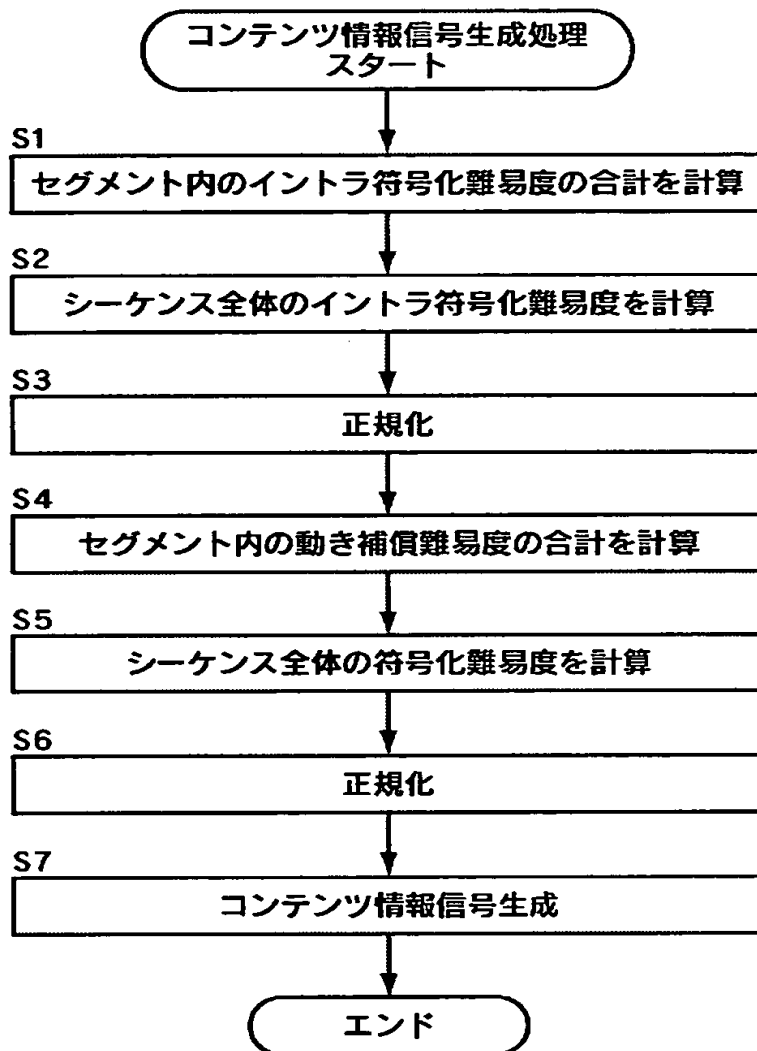 コンテンツ情報信号生成処理
スタート
S1
セグメント内のイントラ符号化難易度の合計を計算
S2
シーケンス全体のイントラ符号化難易度を計算
S3
正規化
S4
セグメント内の動き補償難易度の合計を計算
S5
シーケンス全体の符号化難易度を計算
S6
正規化
S7
コンテンツ情報信号生成
エンド